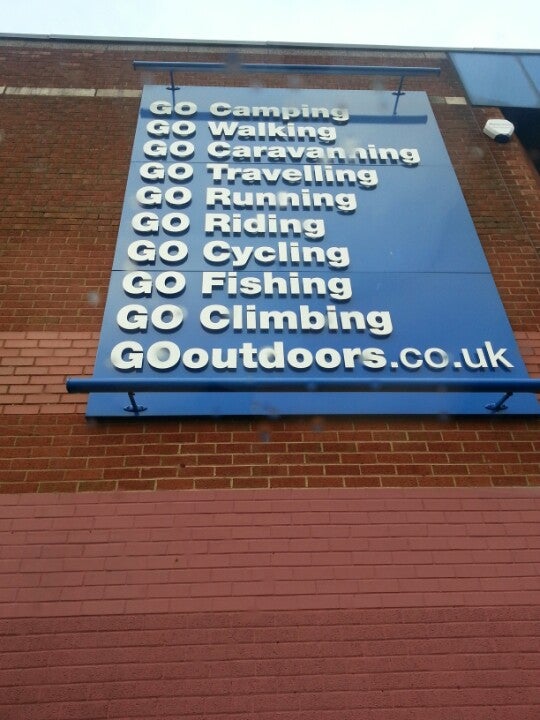 GO Camping
GO Walking
GO Caravanning
GO Travelling
GO Running
GO Riding
GO Cycling
GO Fishing
GO Climbing
GOoutdoors.co.uk